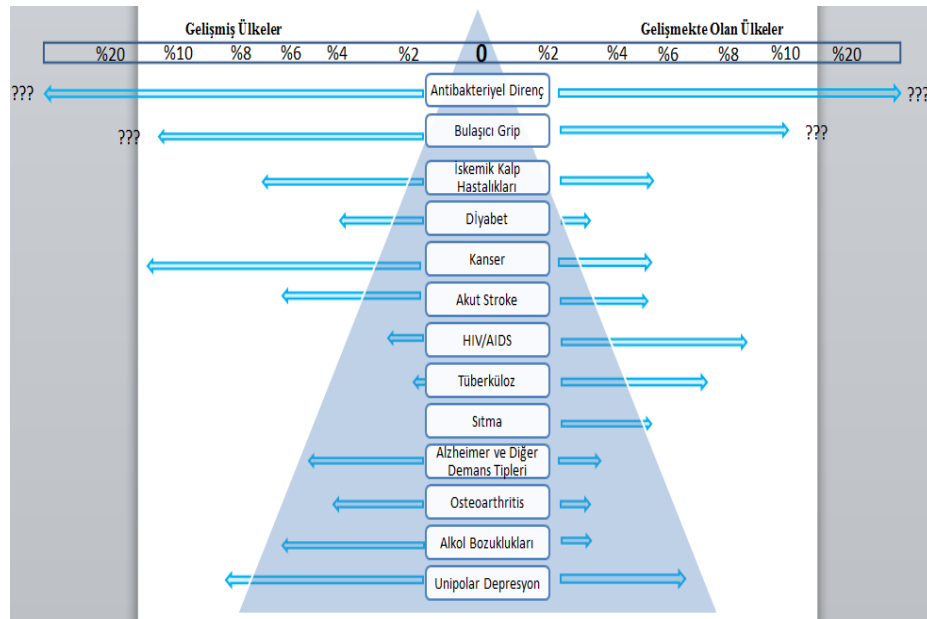 Gelişmiş Ülkeler
Gelişmekte Olan Ülkeler
%20 %10 %8 %6 %4 %2 0 %2 %4 %6 %8 %10 %20
??? Antibakteriyel Direnç ???
??? Bulaşıcı Grip ???
İskemik Kalp
Hastalıkları
Dİyabet
Kanser
Akut Stroke
HIV/AIDS
Tüberküloz
Sıtma
Alzheimer ve Diğer
Demans Tipleri
Osteoarthritis
Alkol Bozuklukları
Unipolar Depresyon